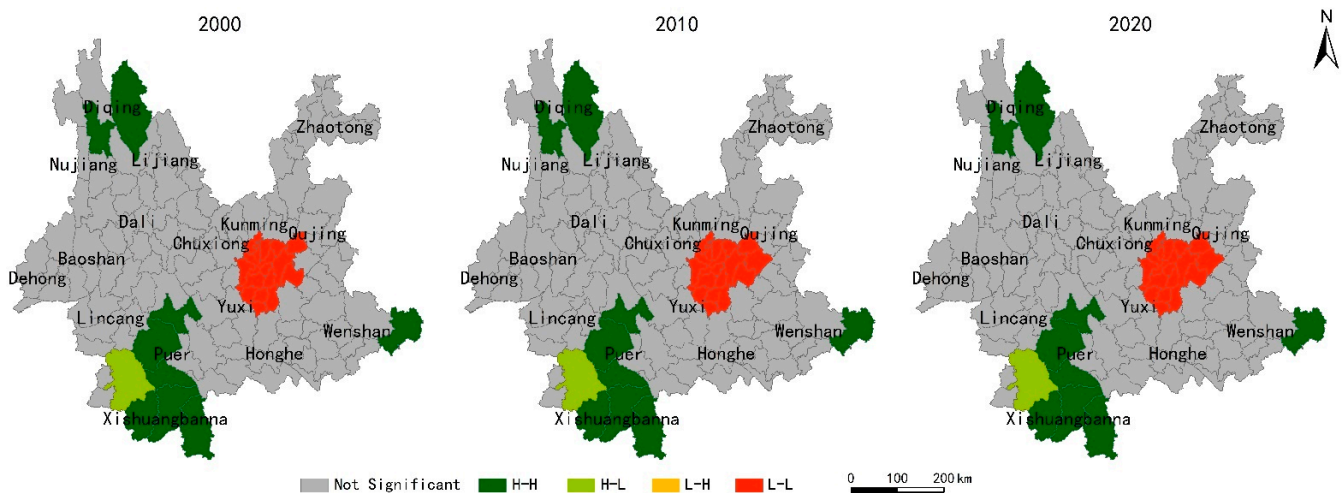 2000
2010
2020
N
Diqing
Zhaotong
Nujiang
Lijiang
Dali
Kunming
Qujing
Chuxiong
Baoshan
Dehong
Yuxi
Lincang
Wenshan
Puer
Honghe
Xishuangbanna
Diqing
Zhaotong
Nujiang
Lijiang
Dali
Kunming
Qujing
Chuxiong
Baoshan
Dehong
Yuxi
Lincang
Wenshan
Puer
Honghe
Xishuangbanna
Diqing
Zhaotong
Nujiang
Lijiang
Dali
Kunming
Qujing
Chuxiong
Baoshan
Dehong
Yuxi
Lincang
Wenshan
Puer
Honghe
Xishuangbanna
Not Significant H-H H-L L-H L-L
0 100 200 km